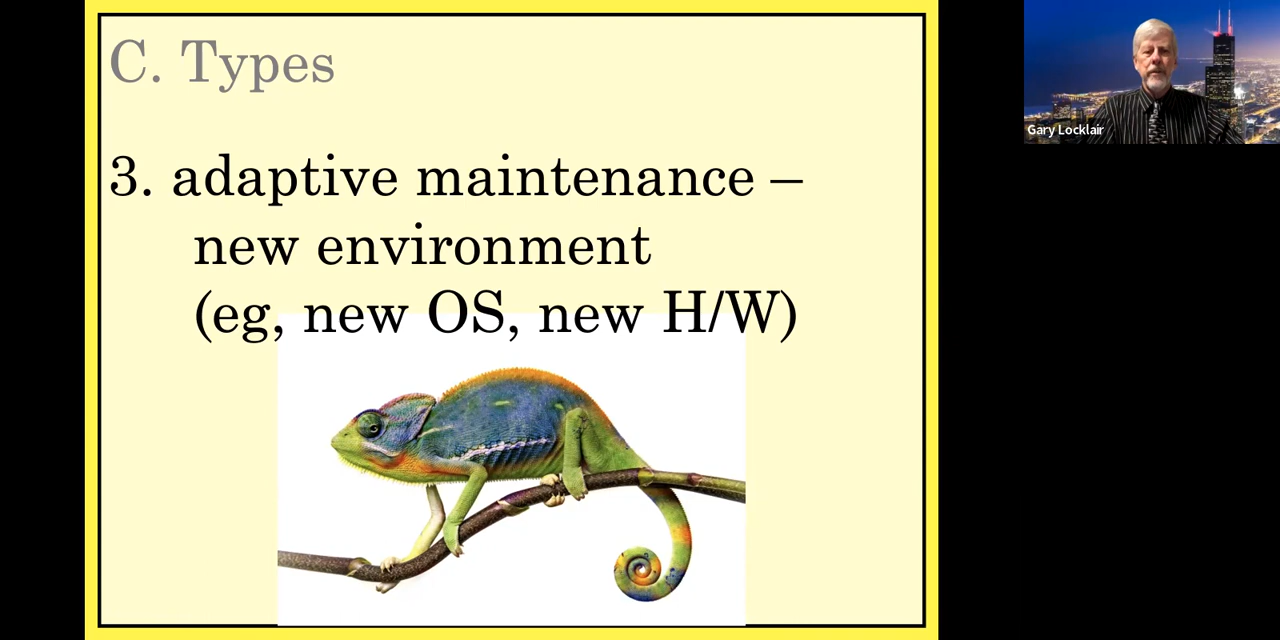 C. Types
3. adaptive maintenance –
new environment
(eg, new OS, new H/W)
Gary Locklair